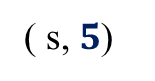 ( s, 5)